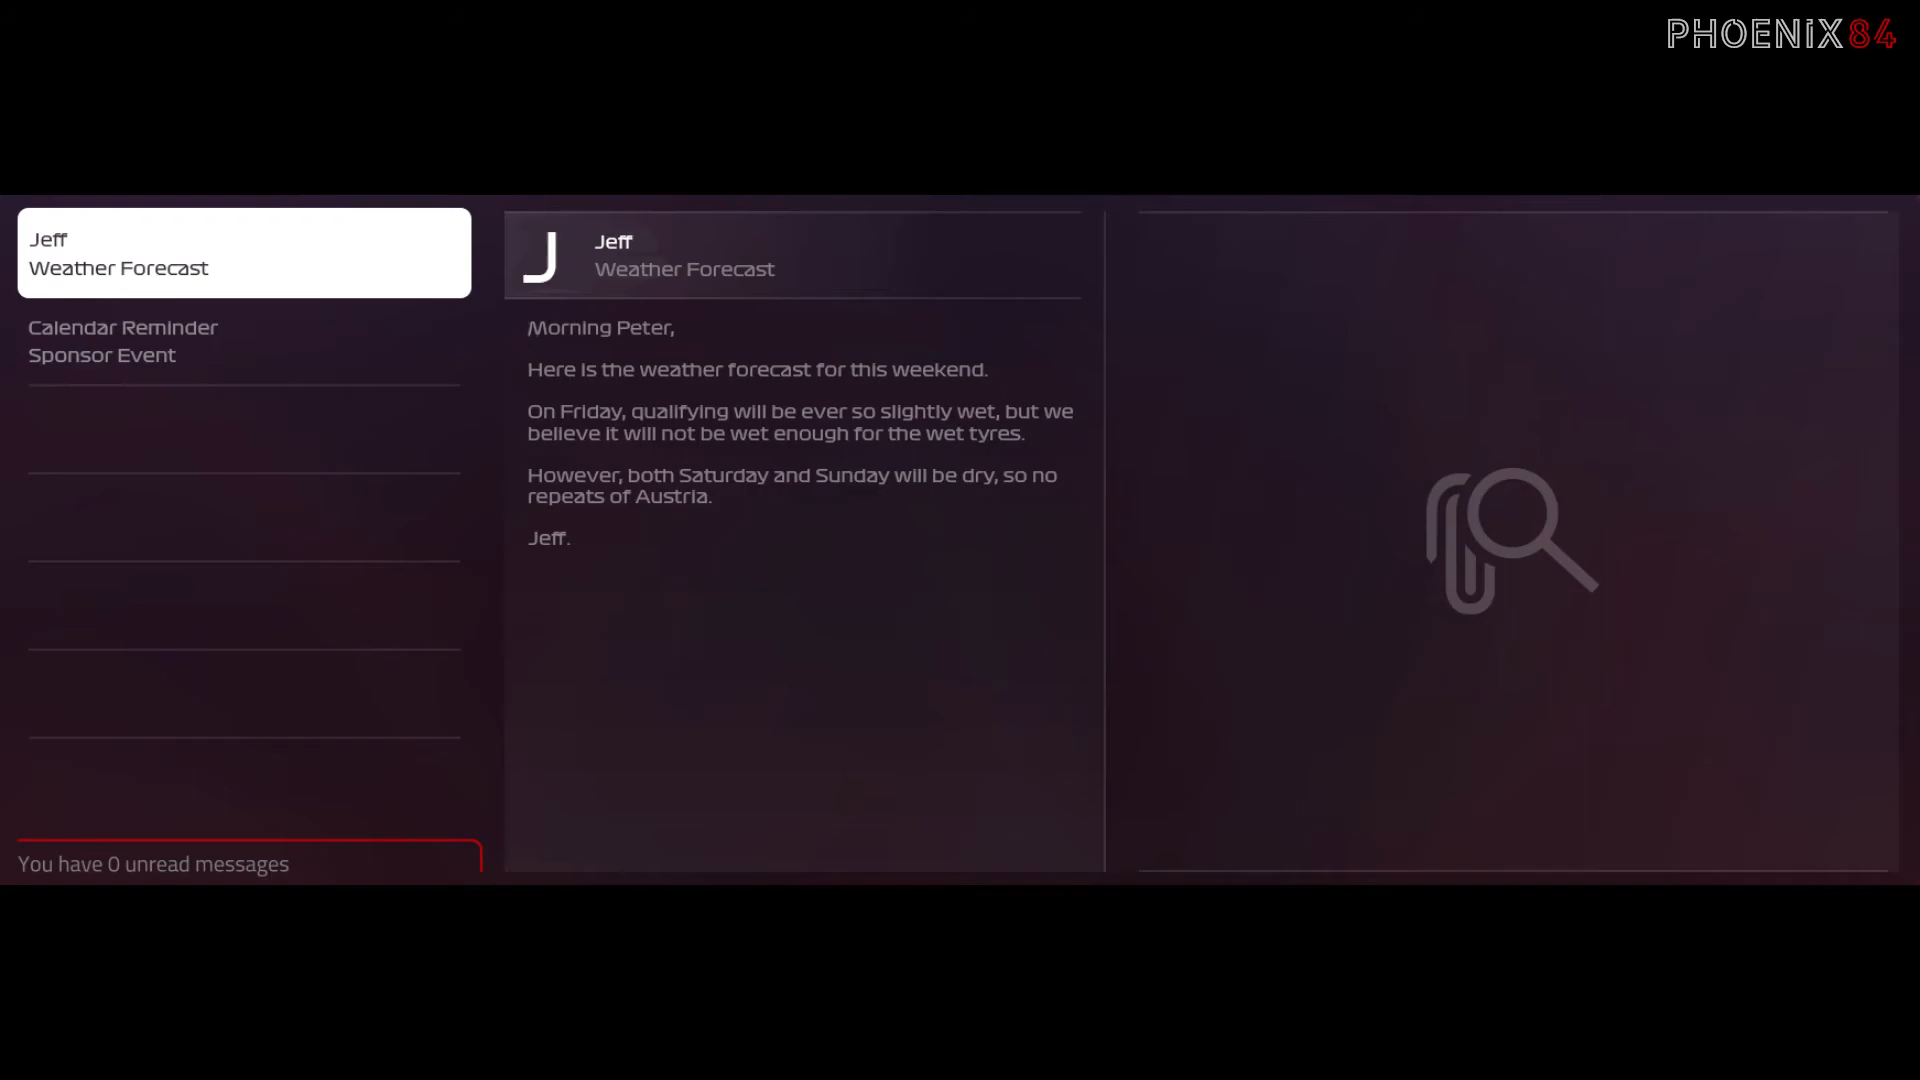 PHOENiX84
Jeff
Weather Forecast
Calendar Reminder
Sponsor Event
You have 0 unread messages
J
Jeff
Weather Forecast
Morning Peter,
Here is the weather forecast for this weekend.
On Friday, qualifying will be ever so slightly wet, but we
believe it will not be wet enough for the wet tyres.
However, both Saturday and Sunday will be dry, so no
repeats of Austria.
Jeff.